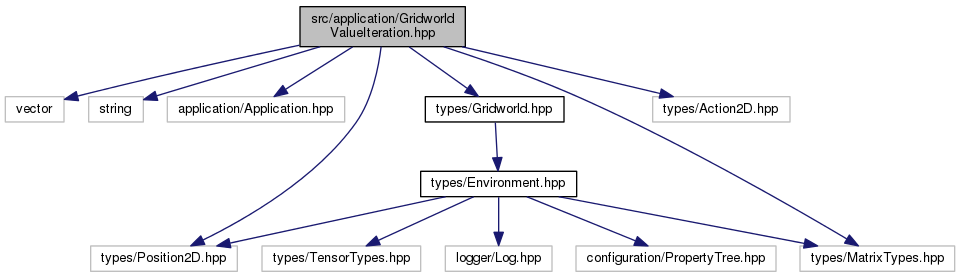 src/application/Gridworld
ValueIteration.hpp
vector
string
application/Application.hpp
types/Gridworld.hpp
types/Action2D.hpp
types/Environment.hpp
types/Position2D.hpp
types/TensorTypes.hpp
logger/Log.hpp
configuration/PropertyTree.hpp
types/MatrixTypes.hpp